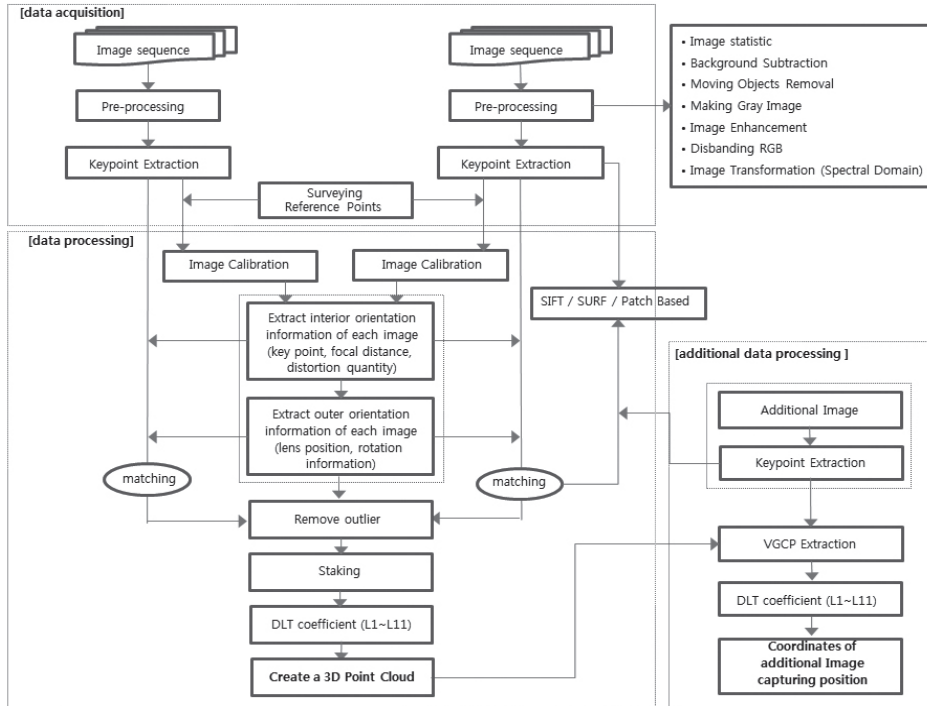 [data acquisition]
Image sequence
Image sequence
Pre-processing
Pre-processing
Keypoint Extraction
Keypoint Extraction
Surveying
Reference Points
• Image statistic
• Background Subtraction
• Moving Objects Removal
• Making Gray Image
• Image Enhancement
• Disbanding RGB
• Image Transformation (Spectral Domain)
[data processing]
Image Calibration
Image Calibration
Extract interior orientation
information of each image
(key point, focal distance,
distortion quantity)
Extract outer orientation
information of each image
(lens position, rotation
information)
matching
matching
SIFT / SURF / Patch Based
Remove outlier
Staking
DLT coefficient (L1~L11)
Create a 3D Point Cloud
[additional data processing ]
Additional Image
Keypoint Extraction
VGCP Extraction
DLT coefficient (L1~L11)
Coordinates of
additional Image
capturing position